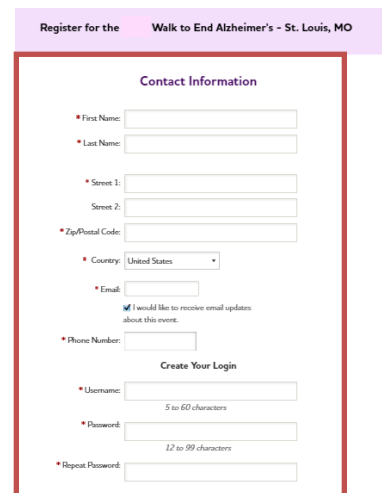 Register for the Walk to End Alzheimer's - St. Louis, MO
Contact Information
* First Name:
* Last Name:
* Street 1:
Street 2:
* Zip/Postal Code:
* Country: United States
* Email:
I would like to receive email updates
about this event.
* Phone Number:
Create Your Login
* Username:
5 to 60 characters
* Password:
12 to 99 characters
* Repeat Password: